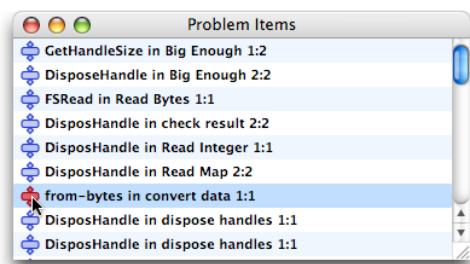 Problem Items
GetHandleSize in Big Enough 1:2
DisposeHandle in Big Enough 2:2
FSRead in Read Bytes 1:1
DisposHandle in check result 2:2
DisposHandle in Read Integer 1:1
DisposHandle in Read Map 2:2
from-bytes in convert data 1:1
DisposHandle in dispose handles 1:1
DisposHandle in dispose handles 1:1